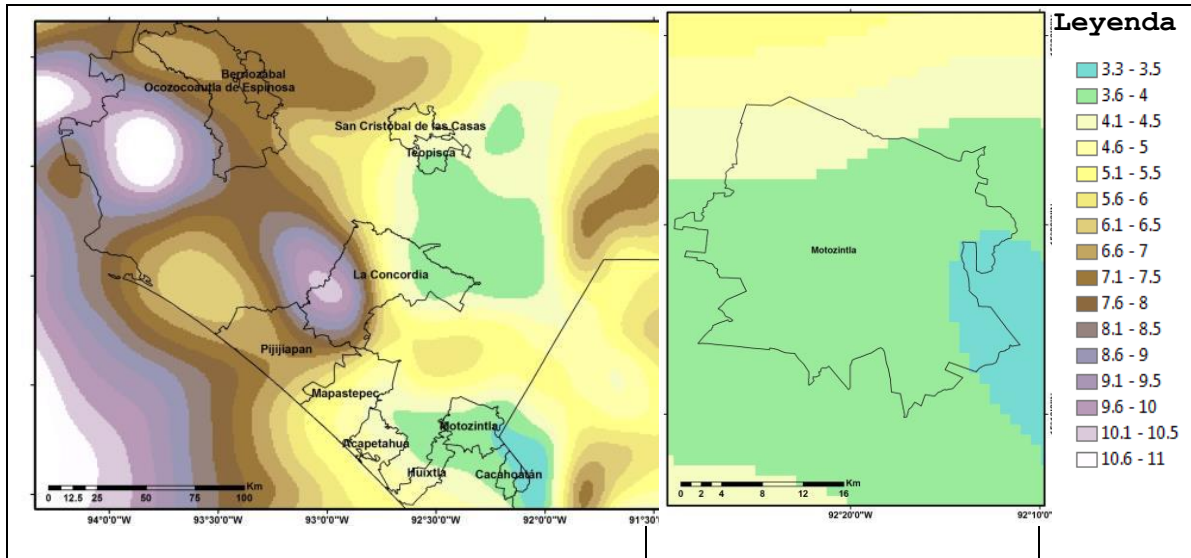 Berriozábal
Ocozocoautla de Espinosa
San Cristobal de las Casas
Teopisca
La Concordia
Pijijiapan
Mapastepec
Motozintla
Acapetahua
Huixtla
Cacahoatán
0 12.5 25 50 75 100 Km
94°0'0"W 93°30'0"W 93°0'0"W 92°30'0"W 92°0'0"W 91°30'
Motozintla
0 2 4 8 12 16 Km
92°20'0"W 92°10'0
Leyenda
3.3 - 3.5
3.6 - 4
4.1 - 4.5
4.6 - 5
5.1 - 5.5
5.6 - 6
6.1 - 6.5
6.6 - 7
7.1 - 7.5
7.6 - 8
8.1 - 8.5
8.6 - 9
9.1 - 9.5
9.6 - 10
10.1 - 10.5
10.6 - 11